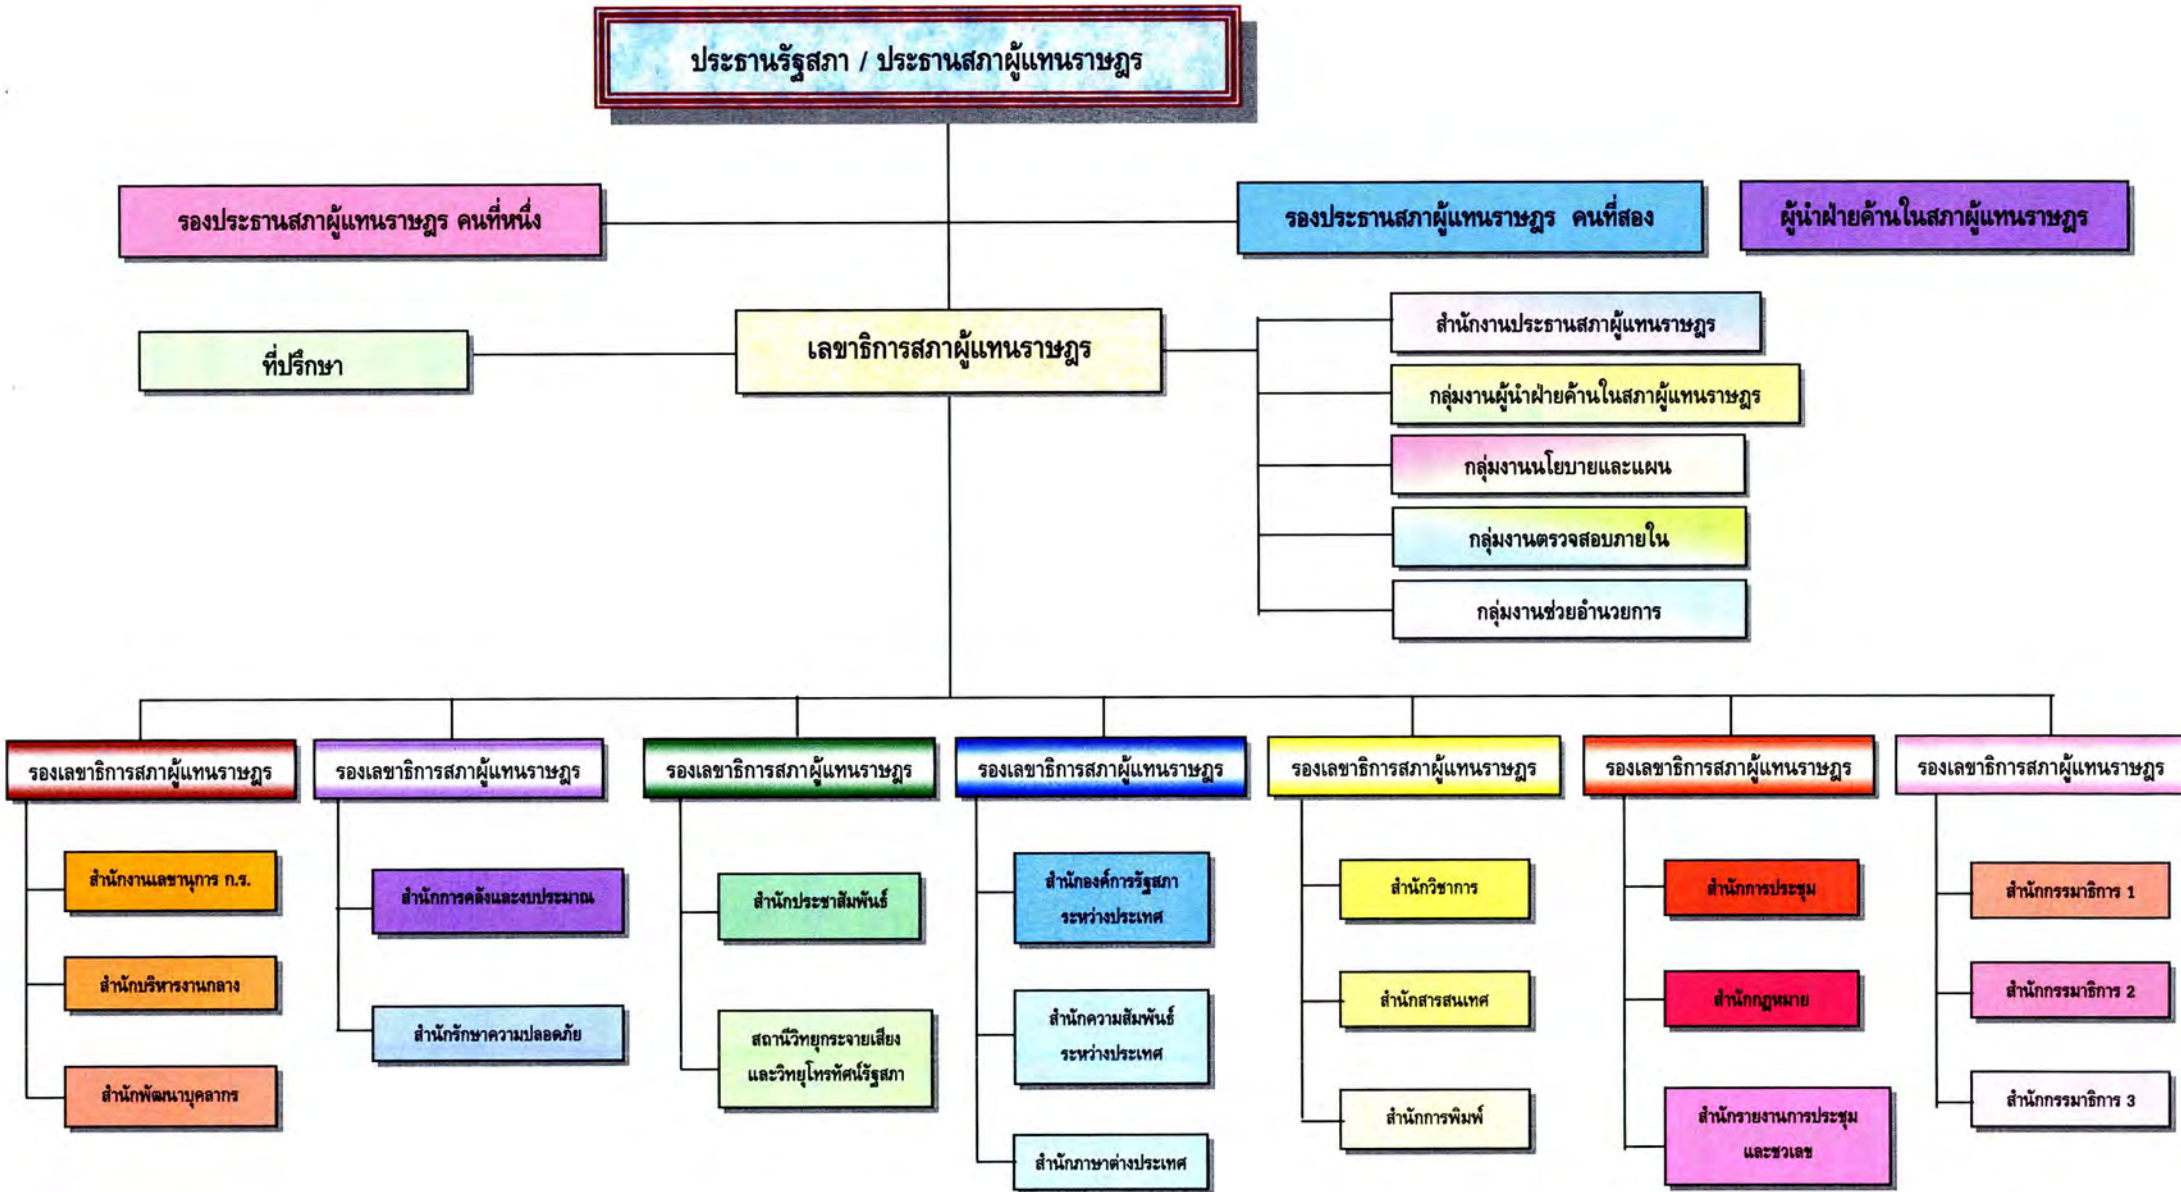 ประธานรัฐสภา / ประธานสภาผู้แทนราษฎร
รองประธานสภาผู้แทนราษฎร คนที่หนึ่ง
รองประธานสภาผู้แทนราษฎร คนที่สอง
ผู้นำฝ่ายค้านในสภาผู้แทนราษฎร
ที่ปรึกษา
เลขาธิการสภาผู้แทนราษฎร
สำนักงานประธานสภาผู้แทนราษฎร
กลุ่มงานผู้นำฝ่ายค้านในสภาผู้แทนราษฎร
กลุ่มงานนโยบายและแผน
กลุ่มงานตรวจสอบภายใน
กลุ่มงานช่วยอำนวยการ
รองเลขาธิการสภาผู้แทนราษฎร
สำนักงานเลขานุการ ก.ร.
สำนักบริหารงานกลาง
สำนักพัฒนาบุคลากร
รองเลขาธิการสภาผู้แทนราษฎร
สำนักการคลังและงบประมาณ
สำนักรักษาความปลอดภัย
รองเลขาธิการสภาผู้แทนราษฎร
สำนักประชาสัมพันธ์
สถานีวิทยุกระจายเสียง
และวิทยุโทรทัศน์รัฐสภา
รองเลขาธิการสภาผู้แทนราษฎร
สำนักองค์การรัฐสภา
ระหว่างประเทศ
สำนักความสัมพันธ์
ระหว่างประเทศ
สำนักภาษาต่างประเทศ
รองเลขาธิการสภาผู้แทนราษฎร
สำนักวิชาการ
สำนักสารสนเทศ
สำนักการพิมพ์
รองเลขาธิการสภาผู้แทนราษฎร
สำนักการประชุม
สำนักกฎหมาย
สำนักรายงานการประชุม
และชวเลข
รองเลขาธิการสภาผู้แทนราษฎร
สำนักกรรมาธิการ 1
สำนักกรรมาธิการ 2
สำนักกรรมาธิการ 3